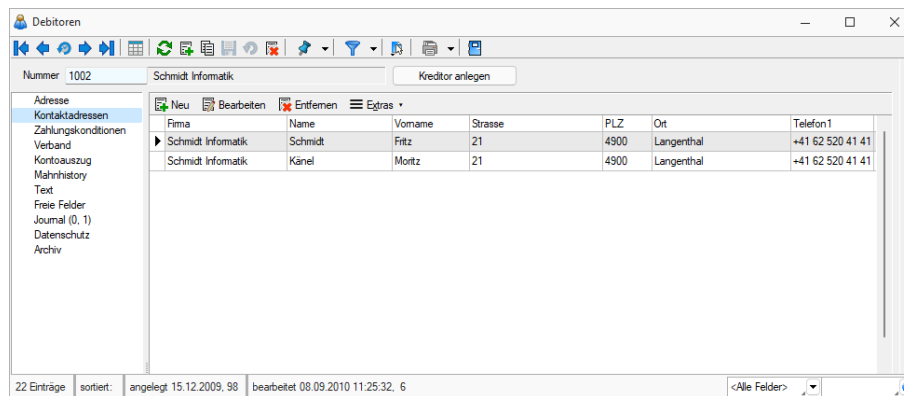 Debitoren
Nummer 1002 Schmidt Informatik Kreditor anlegen
Adresse
Kontaktadressen
Zahlungskonditionen
Verband
Kontoauszug
Mahnhistory
Text
Freie Felder
Journal (0, 1)
Datenschutz
Archiv
Neu Bearbeiten Entfernen Extras
Firma Name Vorname Strasse PLZ Ort Telefon1
Schmidt Informatik Schmidt Fritz 21 4900 Langenthal +41 62 520 41 41
Schmidt Informatik Känel Moritz 21 4900 Langenthal +41 62 520 41 41
22 Einträge sortiert: angelegt 15.12.2009, 98 bearbeitet 08.09.2010 11:25:32, 6 <Alle Felder>